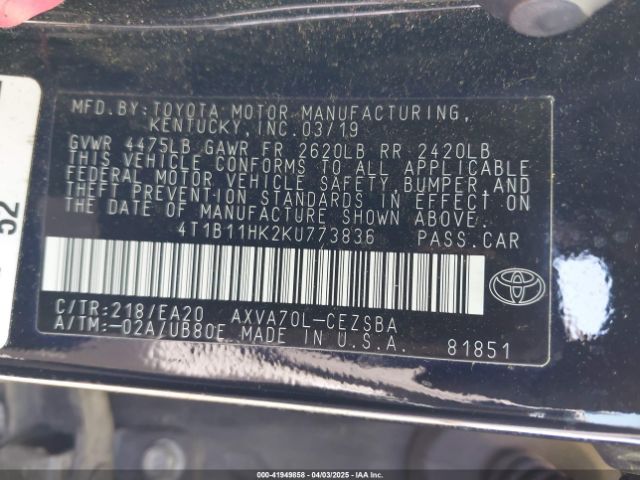 MFD.BY:TOYOTA MOTOR MANUFACTURING,
KENTUCKY,INC.03/19
GVWR 4475LB GAWR FR 2620LB RR 2420LB
THIS VEHICLE CONFORMS TO ALL APPLICABLE
FEDERAL MOTOR VEHICLE SAFETY,BUMPER,AND
THEFT PREVENTION STANDARDS IN EFFECT ON
THE DATE OF MANUFACTURE SHOWN ABOVE.
4T1B11HK2KU773836 PASS.CAR
C/TR:218/EA20 AXVA70L-CEZSBA
A/TM:-02A/UB80E MADE IN U.S.A. 81851
52
000-41949858 - 04/03/2025 - IAAI.COM